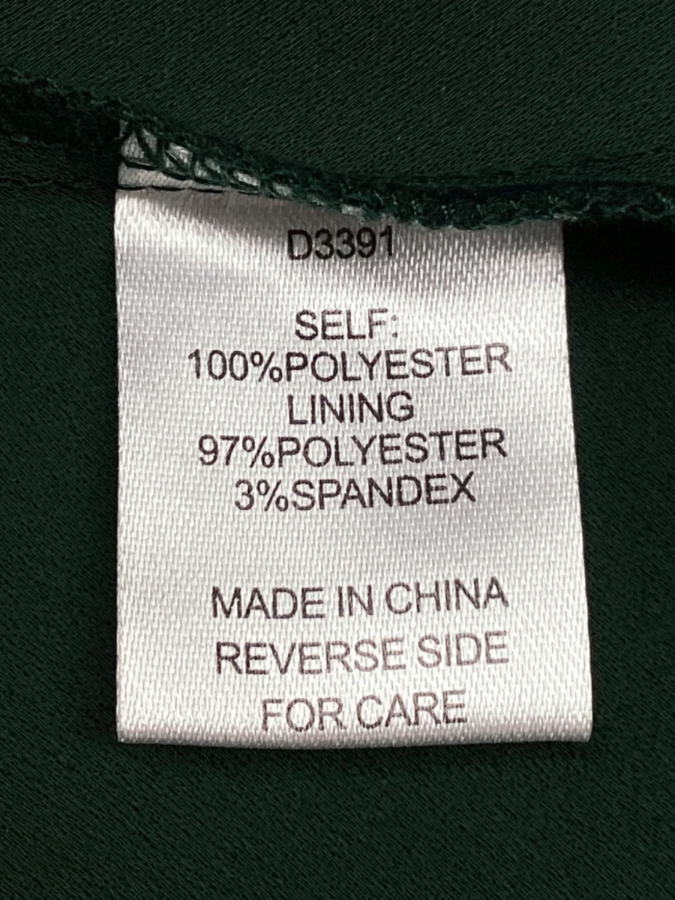 D3391
SELF:
100%POLYESTER
LINING
97%POLYESTER
3%SPANDEX
MADE IN CHINA
REVERSE SIDE
FOR CARE